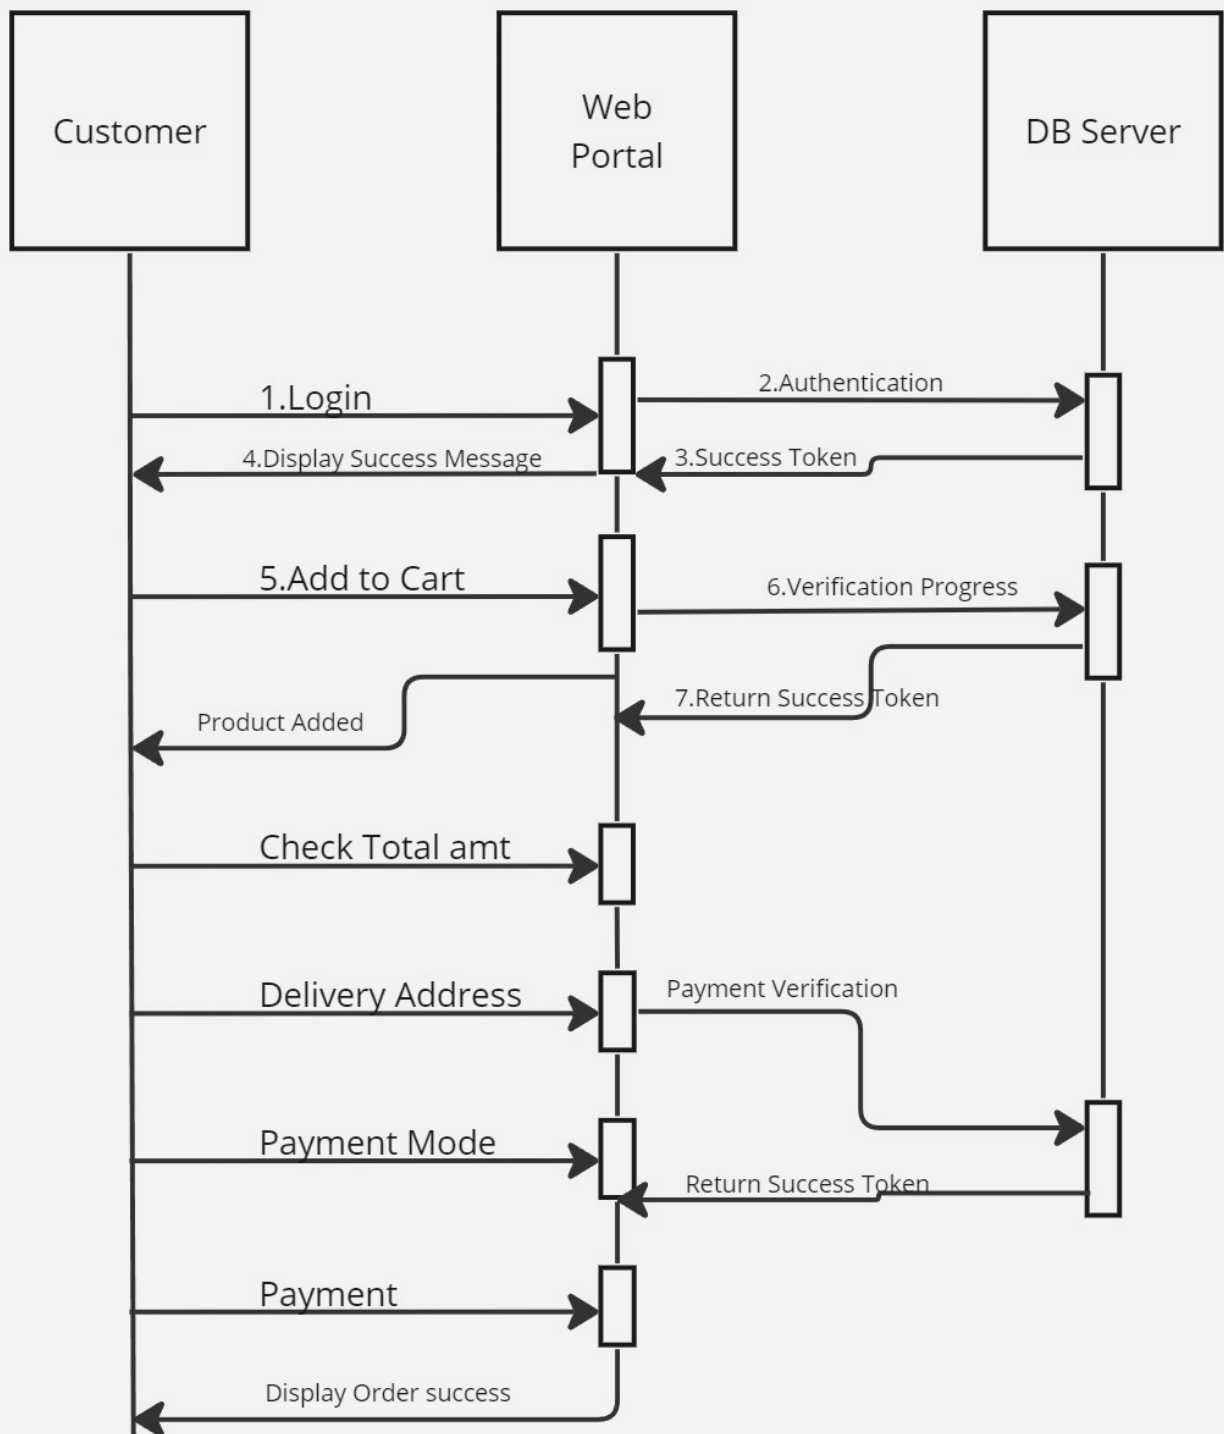 Customer
Web
Portal
DB Server
1.Login
2.Authentication
3.Success Token
4.Display Success Message
5.Add to Cart
6.Verification Progress
7.Return Success Token
Product Added
Check Total amt
Delivery Address
Payment Verification
Payment Mode
Return Success Token
Payment
Display Order success